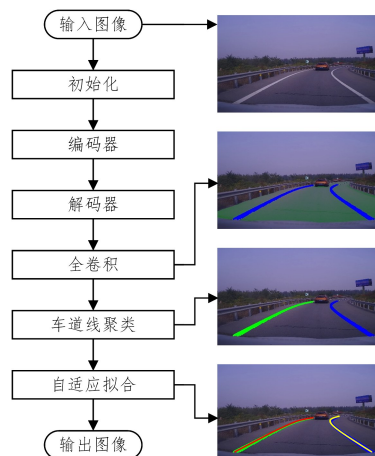 输入图像
初始化
编码器
解码器
全卷积
车道线聚类
自适应拟合
输出图像